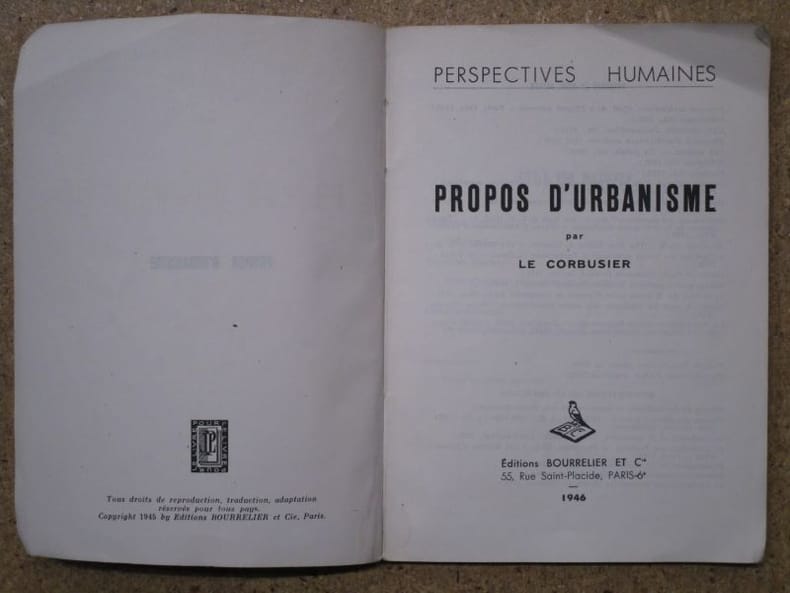 Tous droits de reproduction, traduction, adaptation
réservés pour tous pays.
Copyright 1945 by Editions BOURRELIER et Cie, Paris.
PERSPECTIVES HUMAINES
PROPOS D'URBANISME
par
LE CORBUSIER
Éditions BOURRELIER ET Cie
55, Rue Saint-Placide, PARIS-6e
1946